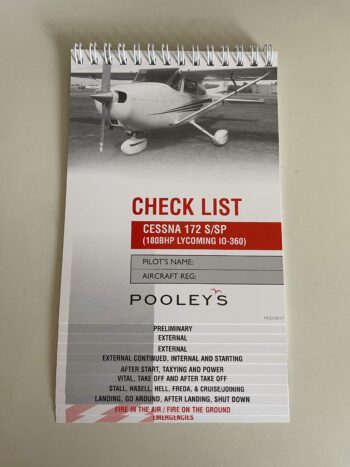 CHECK LIST
CESSNA 172 S/SP
(180BHP LYCOMING IO-360)
PILOT'S NAME:
AIRCRAFT REG:
POOLEYS
PRELIMINARY
EXTERNAL
EXTERNAL
EXTERNAL CONTINUED, INTERNAL AND STARTING
AFTER START, TAXYING AND POWER
VITAL, TAKE OFF AND AFTER TAKE OFF
STALL, HASELL, HELL, FREDA, & CRUISE/JOINING
LANDING, GO AROUND, AFTER LANDING, SHUT DOWN
FIRE IN THE AIR / FIRE ON THE GROUND
EMERGENCIES